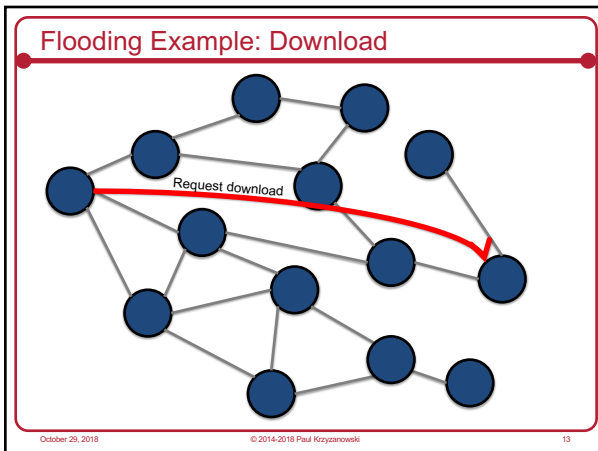 Flooding Example: Download
Request download
October 29, 2018
© 2014-2018 Paul Krzyzanowski
13